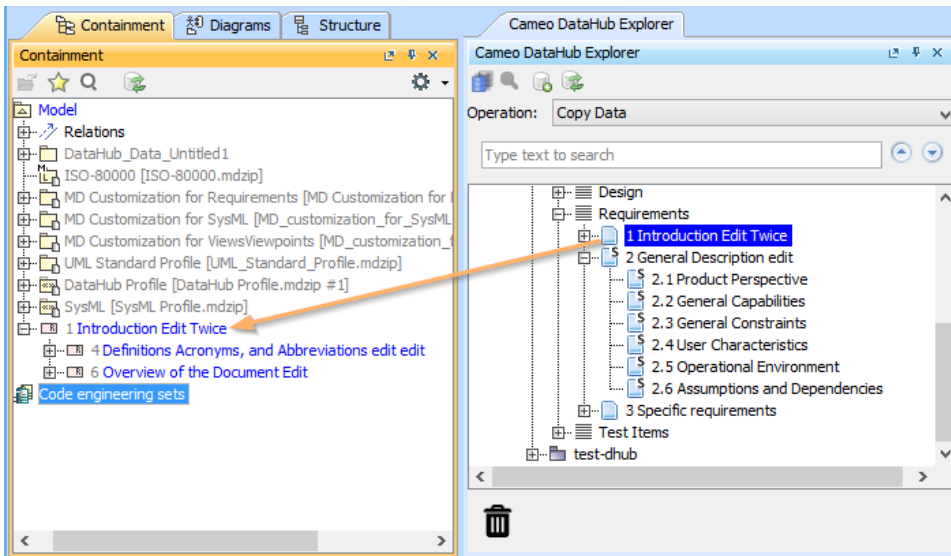 Containment
Diagrams
Structure
Containment
Model
Relations
DataHub_Data_Untitled1
ISO-80000 [ISO-80000.mdzip]
MD Customization for Requirements [MD Customization for
MD Customization for SysML [MD_customization_for_SysML
MD Customization for ViewsViewpoints [MD_customization_f
UML Standard Profile [UML_Standard_Profile.mdzip]
DataHub Profile [DataHub Profile.mdzip #1]
SysML [SysML Profile.mdzip]
1 Introduction Edit Twice
4 Definitions Acronyms, and Abbreviations edit edit
6 Overview of the Document Edit
Code engineering sets
Cameo DataHub Explorer
Cameo DataHub Explorer
Operation: Copy Data
Type text to search
Design
Requirements
1 Introduction Edit Twice
2 General Description edit
2.1 Product Perspective
2.2 General Capabilities
2.3 General Constraints
2.4 User Characteristics
2.5 Operational Environment
2.6 Assumptions and Dependencies
3 Specific requirements
Test Items
test-dhub